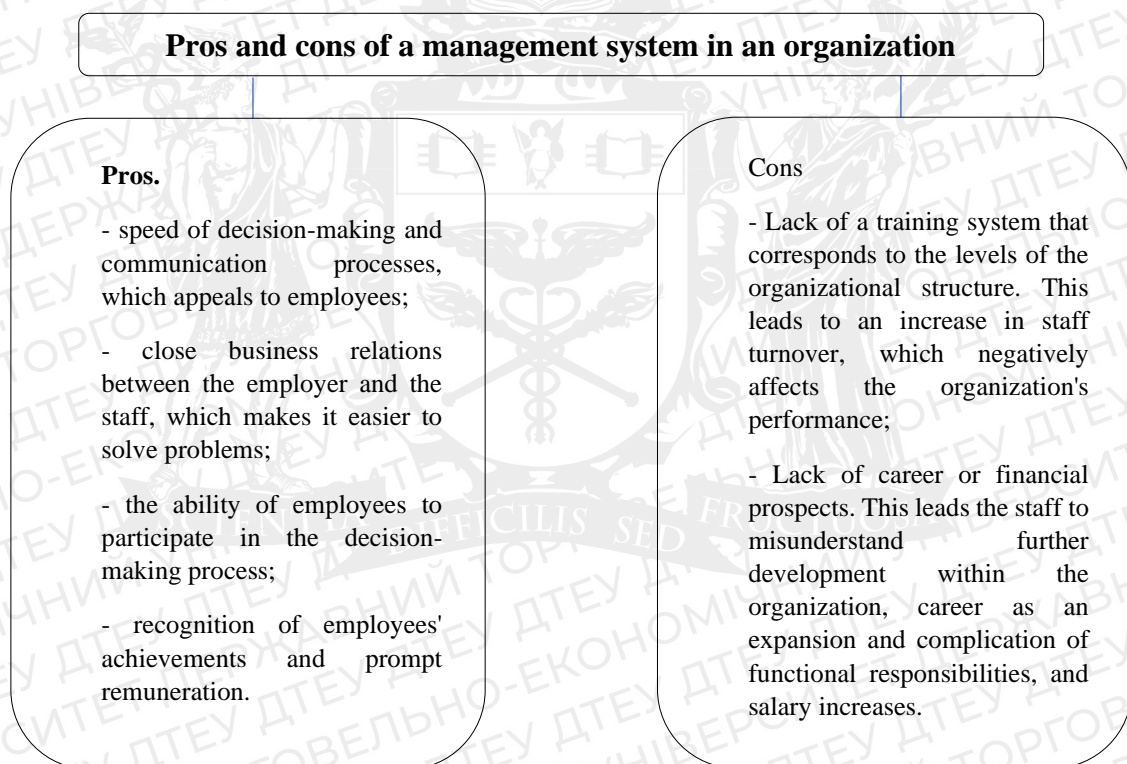 Pros and cons of a management system in an organization
Pros.
- speed of decision-making and
communication processes,
which appeals to employees;
- close business relations
between the employer and the
staff, which makes it easier to
solve problems;
- the ability of employees to
participate in the decision-
making process;
- recognition of employees'
achievements and prompt
remuneration.
Cons
- Lack of a training system that
corresponds to the levels of the
organizational structure. This
leads to an increase in staff
turnover, which negatively
affects the organization's
performance;
- Lack of career or financial
prospects. This leads the staff to
misunderstand further
development within the
organization, career as an
expansion and complication of
functional responsibilities, and
salary increases.